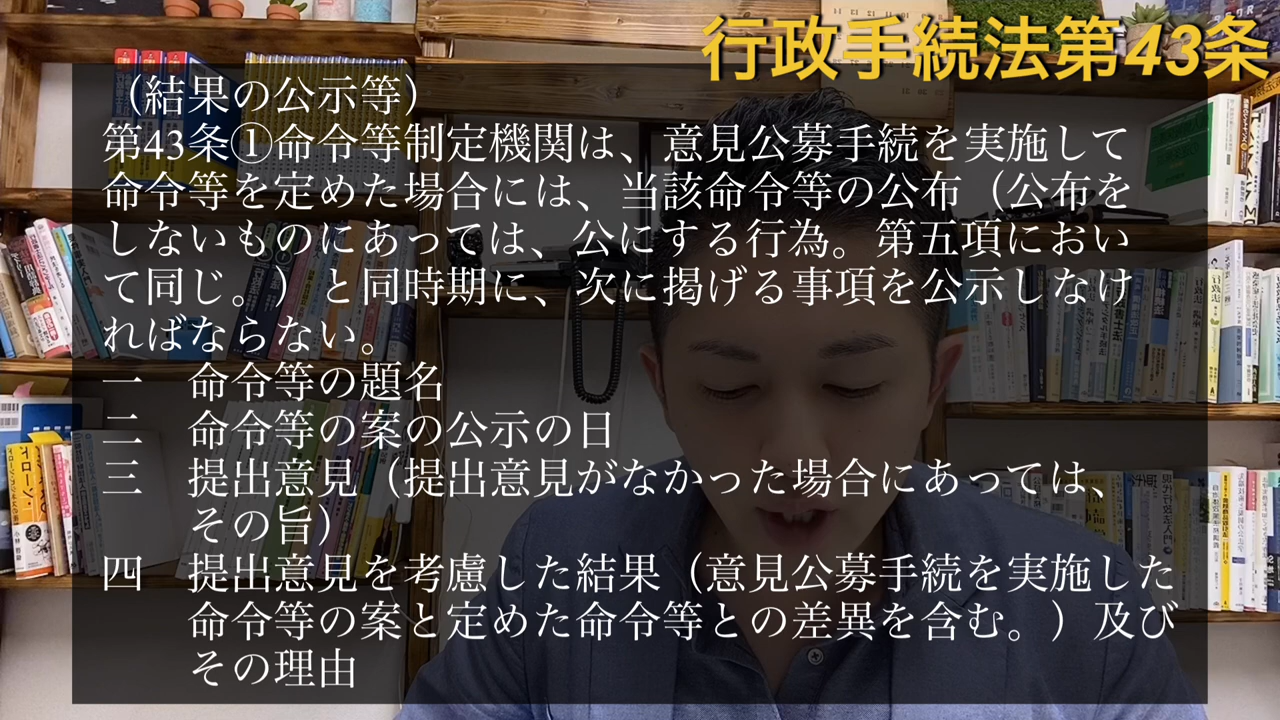 行政手続法第43条
（結果の公示等）
第43条①命令等制定機関は、意見公募手続を実施して
命令等を定めた場合には、当該命令等の公布（公布を
しないものにあっては、公にする行為。第五項におい
て同じ。）と同時期に、次に掲げる事項を公示しなけ
ればならない。
一　命令等の題名
二　命令等の案の公示の日
三　提出意見（提出意見がなかった場合にあっては、
その旨）
四　提出意見を考慮した結果（意見公募手続を実施した
命令等の案と定めた命令等との差異を含む。）及び
その理由